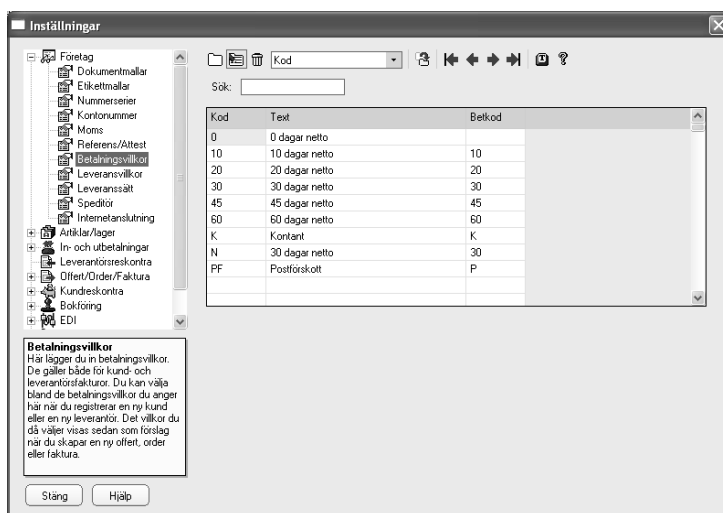 Inställningar
Företag
Dokumentmallar
Etikettmallar
Nummerserier
Kontonummer
Moms
Referens/Attest
Betalningsvillkor
Leveransvillkor
Leveranssätt
Speditör
Internetanslutning
Artiklar/lager
In- och utbetalningar
Leverantörsreskontra
Offert/Order/Faktura
Kundreskontra
Bokföring
EDI
Betalningsvillkor
Här lägger du in betalningsvillkor.
De gäller både för kund- och
leverantörsfakturor. Du kan välja
bland de betalningsvillkor du anger
här när du registrerar en ny kund
eller en ny leverantör. Det villkor du
då väljer visas sedan som förslag
när du skapar en ny offert, order
eller faktura.
Stäng Hjälp
Kod
Sök:
Kod Text Betkod
0 0 dagar netto
10 10 dagar netto 10
20 20 dagar netto 20
30 30 dagar netto 30
45 45 dagar netto 45
60 60 dagar netto 60
K Kontant K
N 30 dagar netto 30
PF Postförskott P